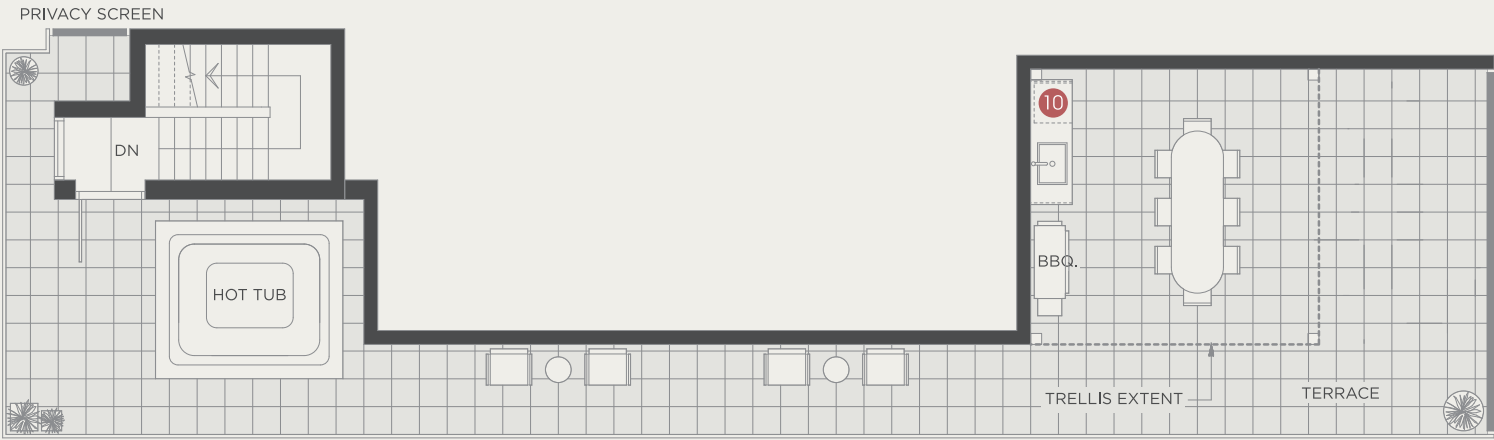 PRIVACY SCREEN
10
DN
BBQ.
HOT TUB
TRELLIS EXTENT
TERRACE